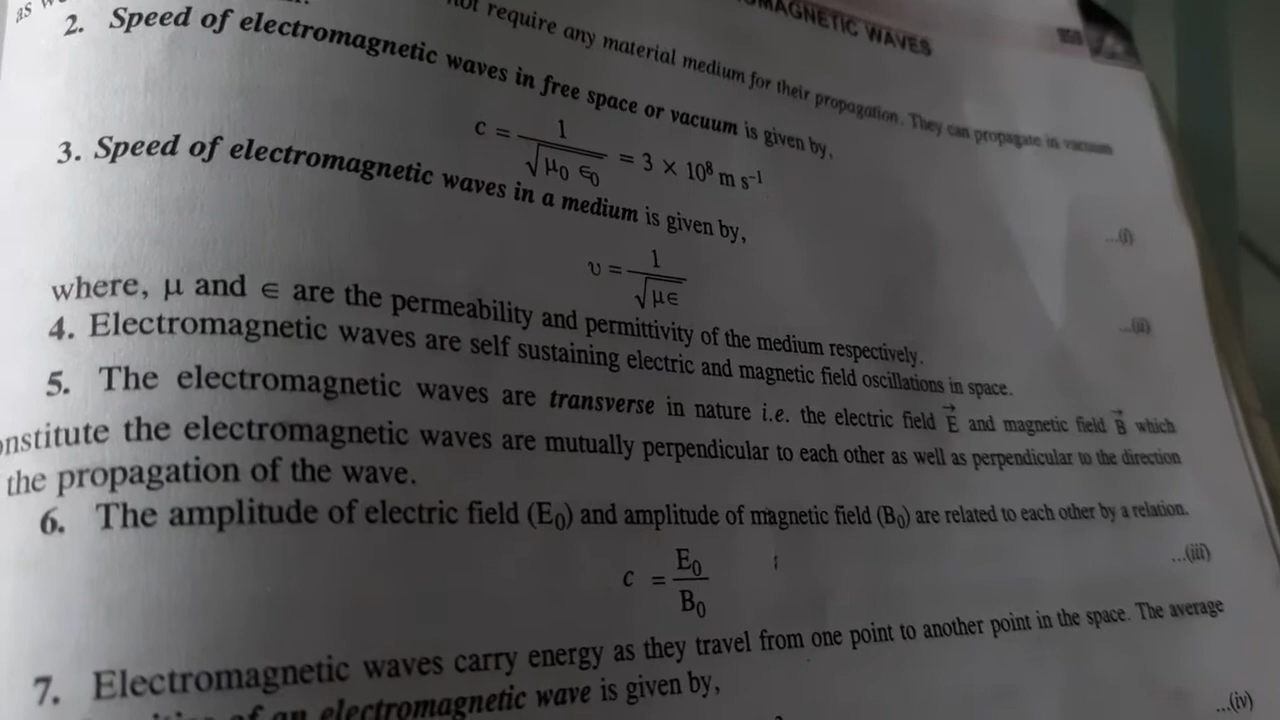 MAGNETIC WAVES
not require any material medium for their propagation. They can propagate in vacuum
2. Speed of electromagnetic waves in free space or vacuum is given by,
c = 1/√μ₀ ∈₀ = 3 × 10⁸ m s⁻¹ ...(i)
3. Speed of electromagnetic waves in a medium is given by,
υ = 1/√μ∈ ...(ii)
where, μ and ∈ are the permeability and permittivity of the medium respectively.
4. Electromagnetic waves are self sustaining electric and magnetic field oscillations in space.
5. The electromagnetic waves are transverse in nature i.e. the electric field E⃗ and magnetic field B⃗ which
onstitute the electromagnetic waves are mutually perpendicular to each other as well as perpendicular to the direction
the propagation of the wave.
6. The amplitude of electric field (E₀) and amplitude of magnetic field (B₀) are related to each other by a relation.
c = E₀/B₀ ...(iii)
7. Electromagnetic waves carry energy as they travel from one point to another point in the space. The average
of an electromagnetic wave is given by,
...(iv)